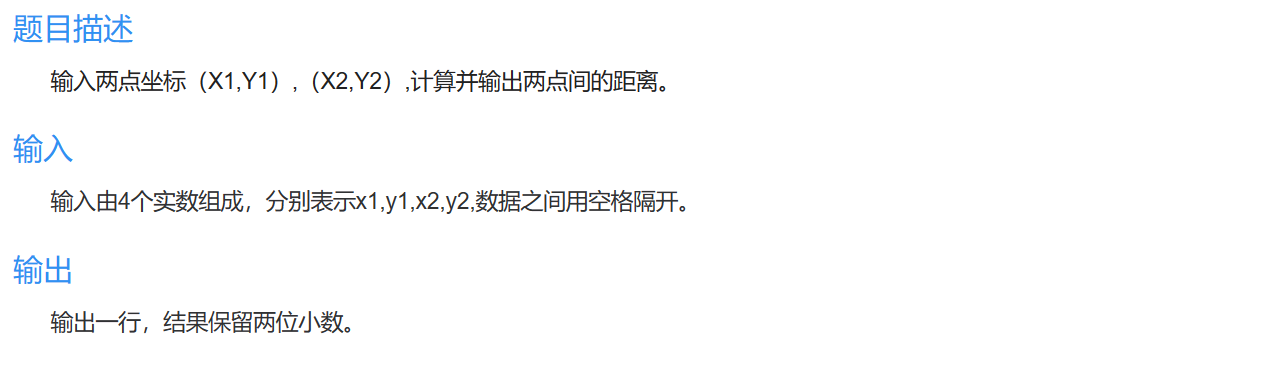 题目描述
输入两点坐标（X1,Y1）,（X2,Y2）,计算并输出两点间的距离。
输入
输入由4个实数组成，分别表示x1,y1,x2,y2,数据之间用空格隔开。
输出
输出一行，结果保留两位小数。